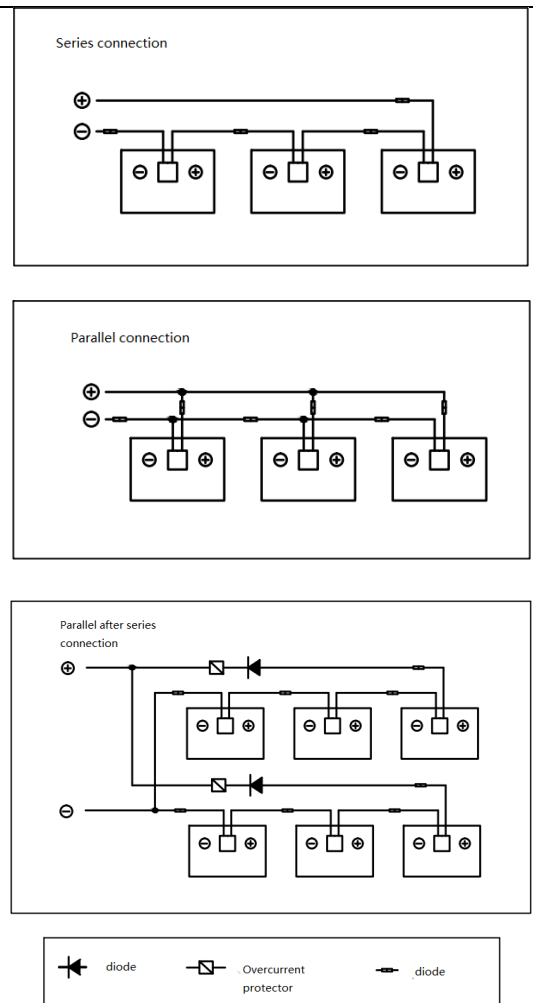 Series connection
⊕
⊖
⊖ ⊕ ⊖ ⊕ ⊖ ⊕
Parallel connection
⊕
⊖
⊖ ⊕ ⊖ ⊕ ⊖ ⊕
Parallel after series
connection
⊕
⊖ ⊕ ⊖ ⊕ ⊖ ⊕
⊖
⊖ ⊕ ⊖ ⊕ ⊖ ⊕
diode
Overcurrent
protector
diode